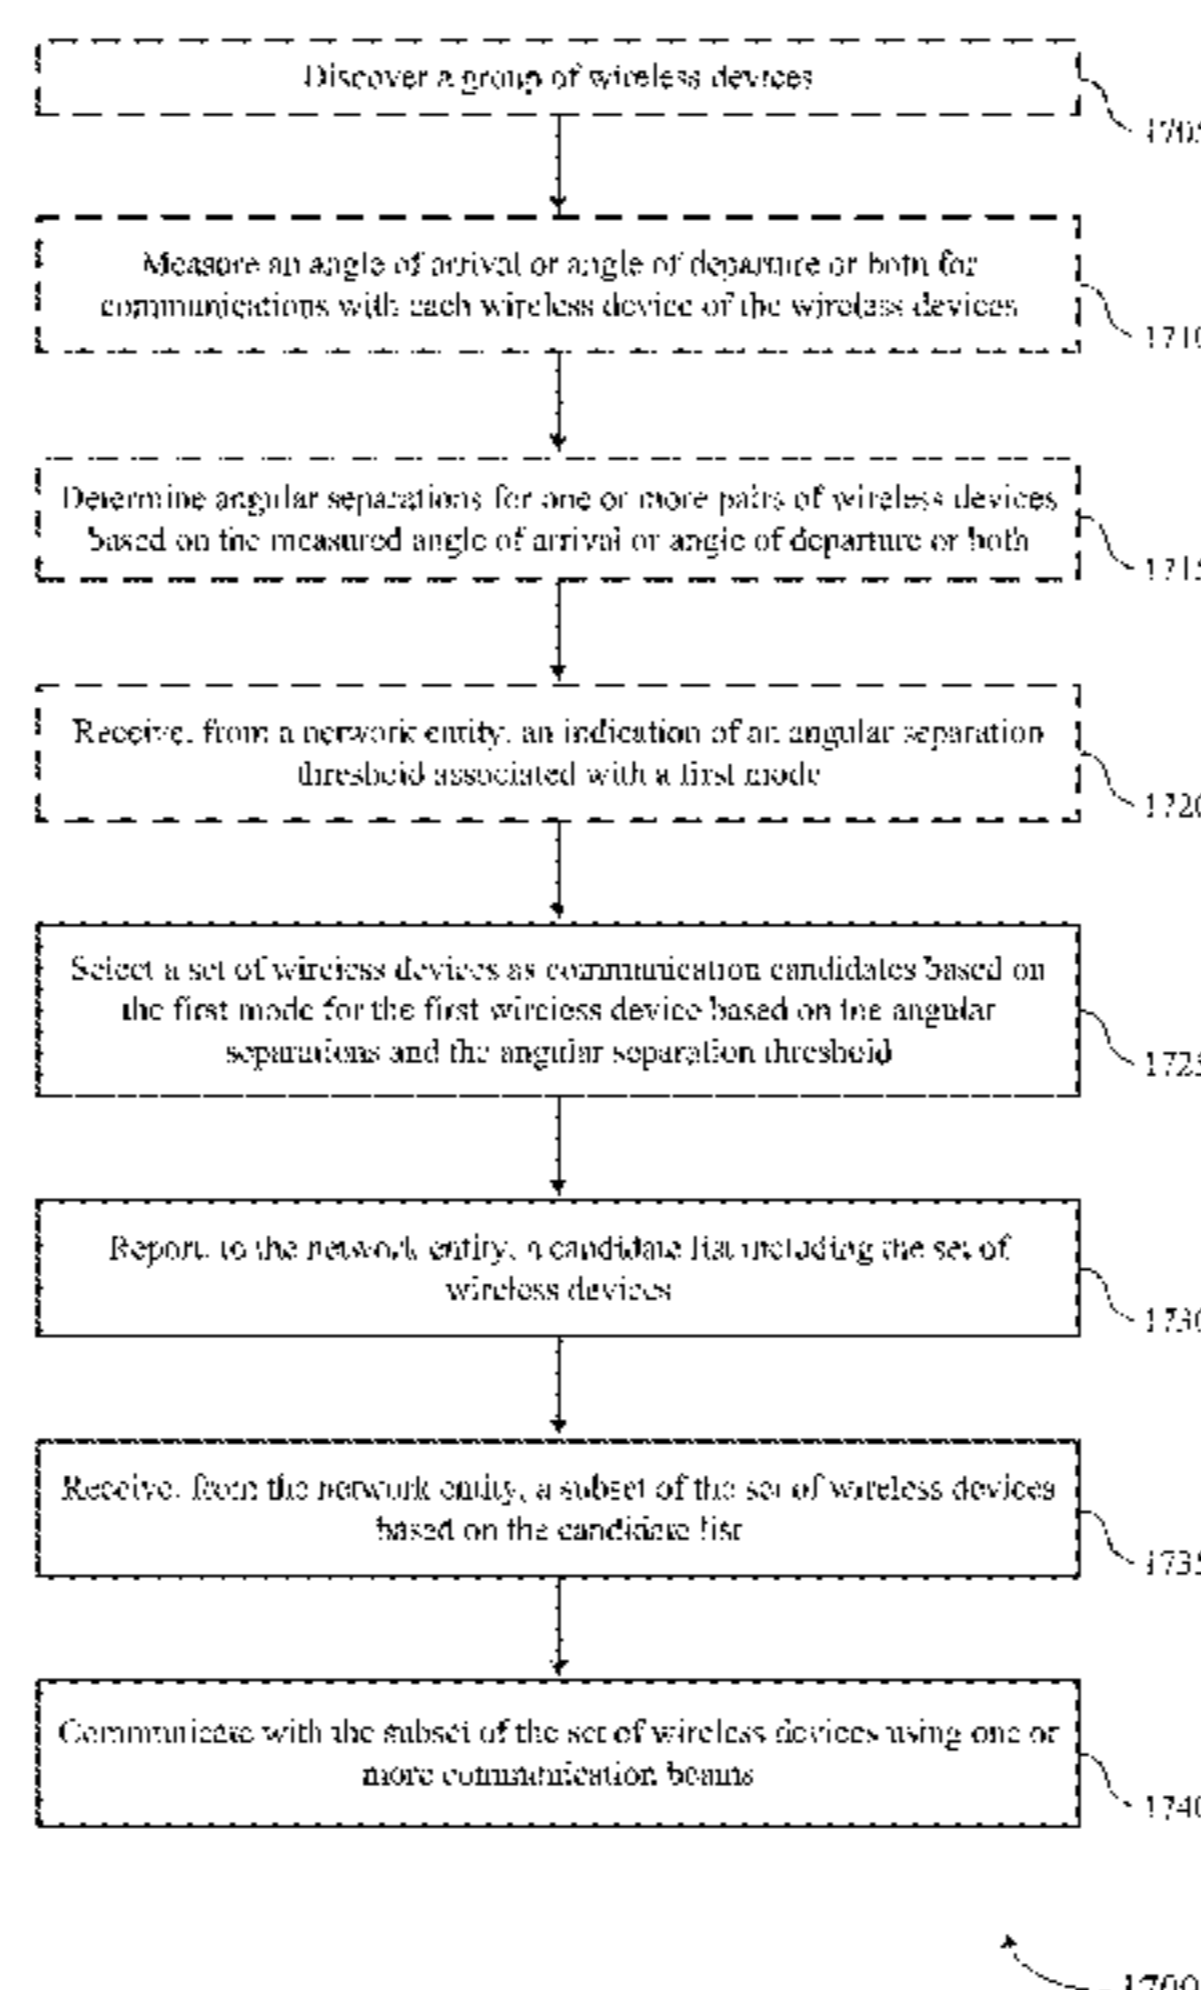 Discover a group of wireless devices
1705
Measure an angle of arrival or angle of departure or both for
communications with each wireless device of the wireless devices
1710
Determine angular separations for one or more pairs of wireless devices
based on the measured angle of arrival or angle of departure or both
1715
Receive, from a network entity, an indication of an angular separation
threshold associated with a first mode
1720
Select a set of wireless devices as communication candidates based on
the first mode for the first wireless device based on the angular
separations and the angular separation threshold
1725
Report, to the network entity, a candidate list including the set of
wireless devices
1730
Receive, from the network entity, a subset of the set of wireless devices
based on the candidate list
1735
Communicate with the subset of the set of wireless devices using one or
more communication beams
1740
1700